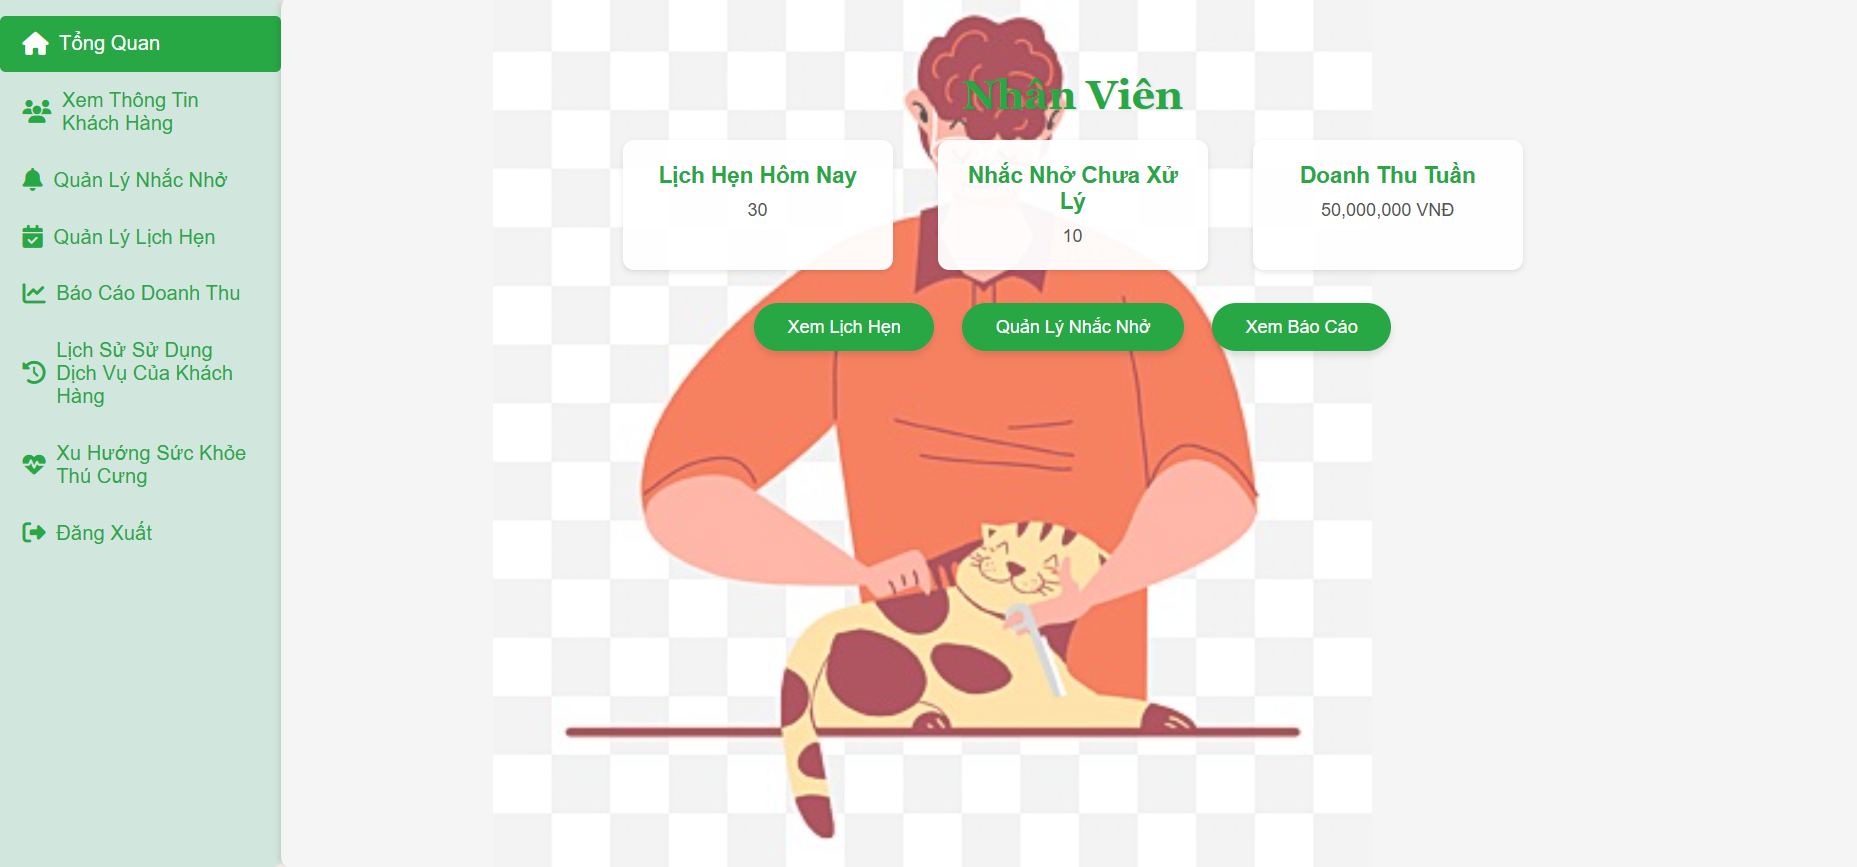 Tổng Quan
Xem Thông Tin
Khách Hàng
Quản Lý Nhắc Nhở
Quản Lý Lịch Hẹn
Báo Cáo Doanh Thu
Lịch Sử Sử Dụng
Dịch Vụ Của Khách
Hàng
Xu Hướng Sức Khỏe
Thú Cưng
Đăng Xuất
Nhân Viên
Lịch Hẹn Hôm Nay
30
Nhắc Nhở Chưa Xử
Lý
10
Doanh Thu Tuần
50,000,000 VNĐ
Xem Lịch Hẹn
Quản Lý Nhắc Nhở
Xem Báo Cáo